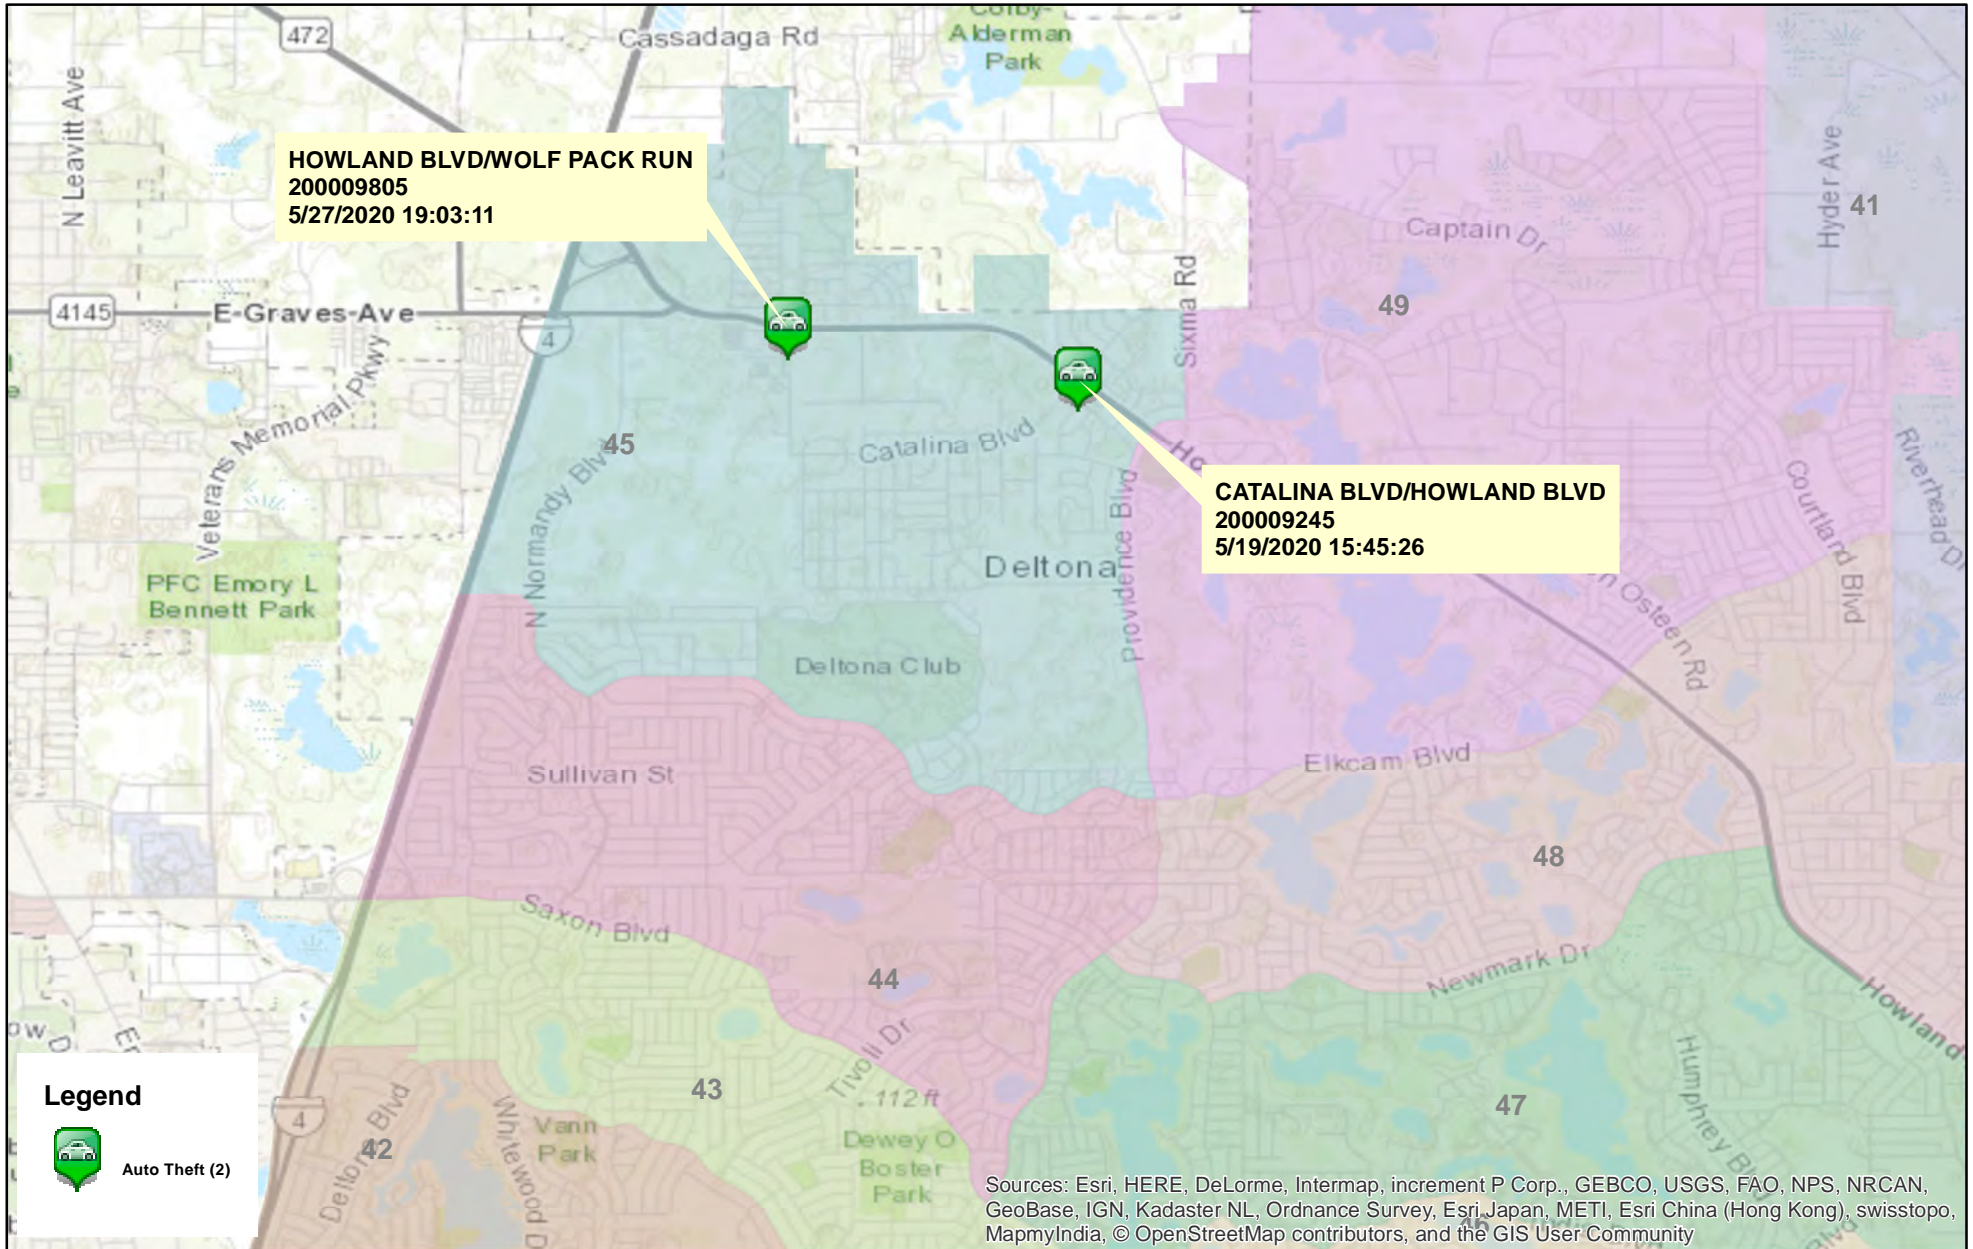 472
Cassadaga Rd
Colby-
Alderman
Park
N Leavitt Ave
HOWLAND BLVD/WOLF PACK RUN
200009805
5/27/2020 19:03:11
Hyder Ave
41
Captain Dr
Sixma Rd
49
4145
E-Graves-Ave
4
Veterans Memorial Pkwy
45
N Normandy Blvd
Catalina Blvd
Providence Blvd
CATALINA BLVD/HOWLAND BLVD
200009245
5/19/2020 15:45:26
Courtland Blvd
Riverhead Dr
Deltona
Osteen Rd
PFC Emory L
Bennett Park
Deltona Club
Sullivan St
Elkcam Blvd
48
Saxon Blvd
44
Newmark Dr
Howland
Tivoli Dr
112 ft
43
47
Humphrey Blvd
Legend
Auto Theft (2)
4
Deltona Blvd
42
Whitewood D
Vann
Park
Dewey O
Boster
Park
46
Sources: Esri, HERE, DeLorme, Intermap, increment P Corp., GEBCO, USGS, FAO, NPS, NRCAN,
GeoBase, IGN, Kadaster NL, Ordnance Survey, Esri Japan, METI, Esri China (Hong Kong), swisstopo,
MapmyIndia, © OpenStreetMap contributors, and the GIS User Community